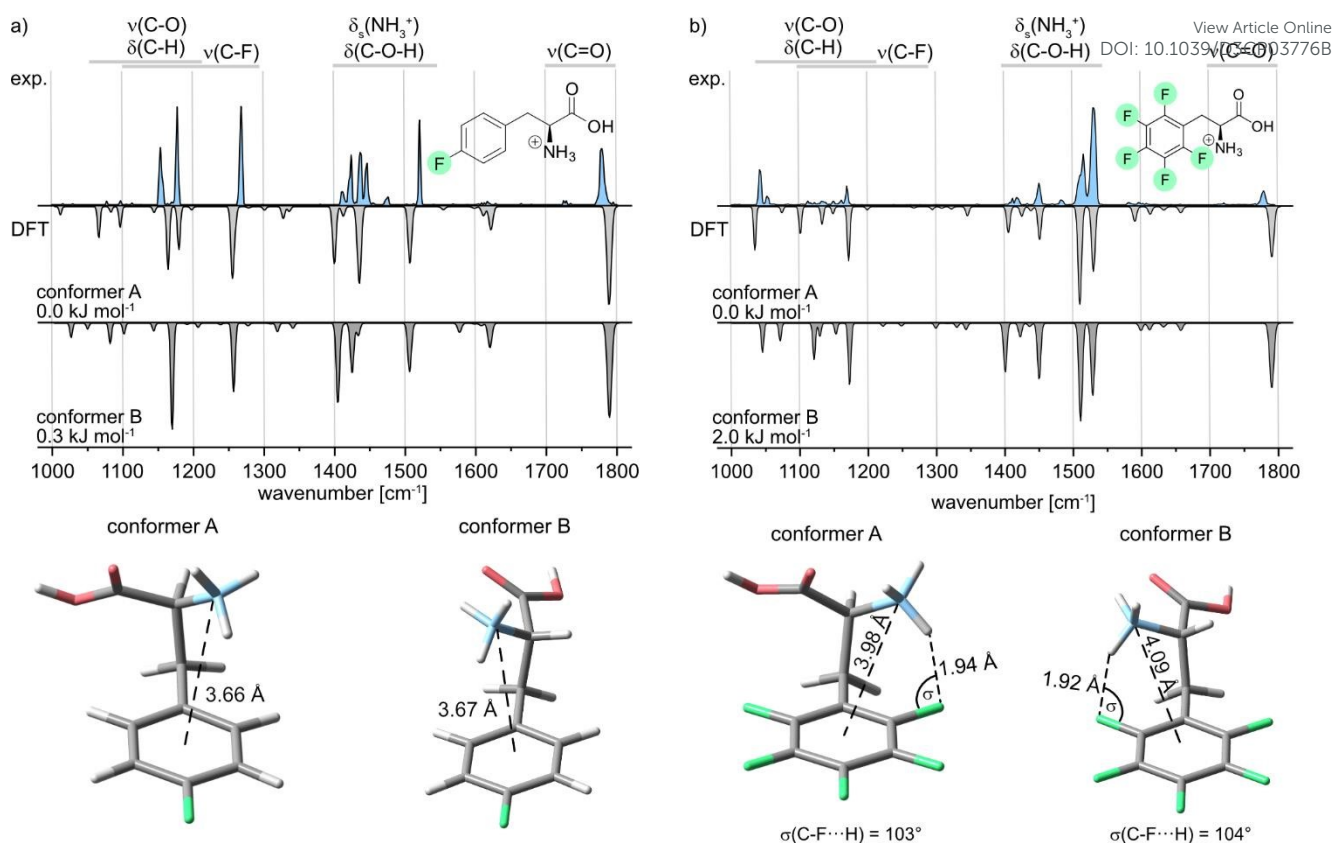 a)
ν(C-O)
δ(C-H)
ν(C-F)
δs(NH3+)
δ(C-O-H)
ν(C=O)
exp.
O
OH
NH3
+
F
DFT
conformer A
0.0 kJ mol-1
conformer B
0.3 kJ mol-1
1000 1100 1200 1300 1400 1500 1600 1700 1800
wavenumber [cm-1]
conformer A
conformer B
3.66 Å
3.67 Å
b)
ν(C-O)
δ(C-H)
ν(C-F)
δs(NH3+)
δ(C-O-H)
View Article Online
DOI: 10.1039/D3CP03776B
ν(C=O)
exp.
F
F
F
F
F
O
OH
NH3
+
DFT
conformer A
0.0 kJ mol-1
conformer B
2.0 kJ mol-1
1000 1100 1200 1300 1400 1500 1600 1700 1800
wavenumber [cm-1]
conformer A
conformer B
3.98 Å
1.94 Å
σ
1.92 Å
4.09 Å
σ
σ(C-F···H) = 103°
σ(C-F···H) = 104°